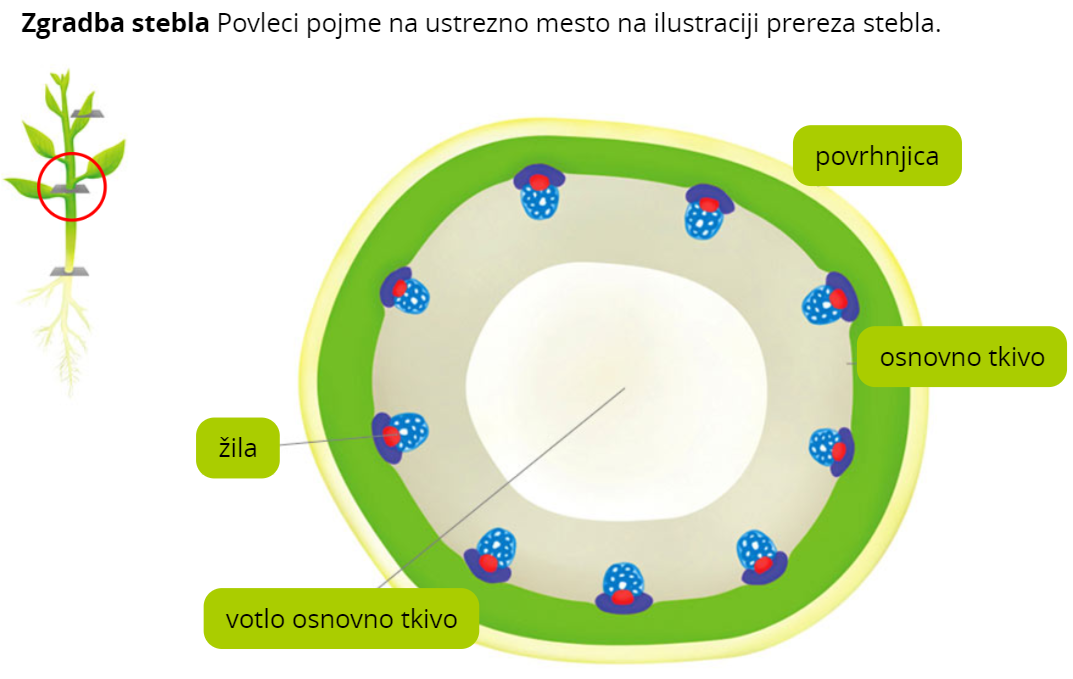 Zgradba stebla Povleci pojme na ustrezno mesto na ilustraciji prereza stebla.
povrhnjica
osnovno tkivo
žila
votlo osnovno tkivo